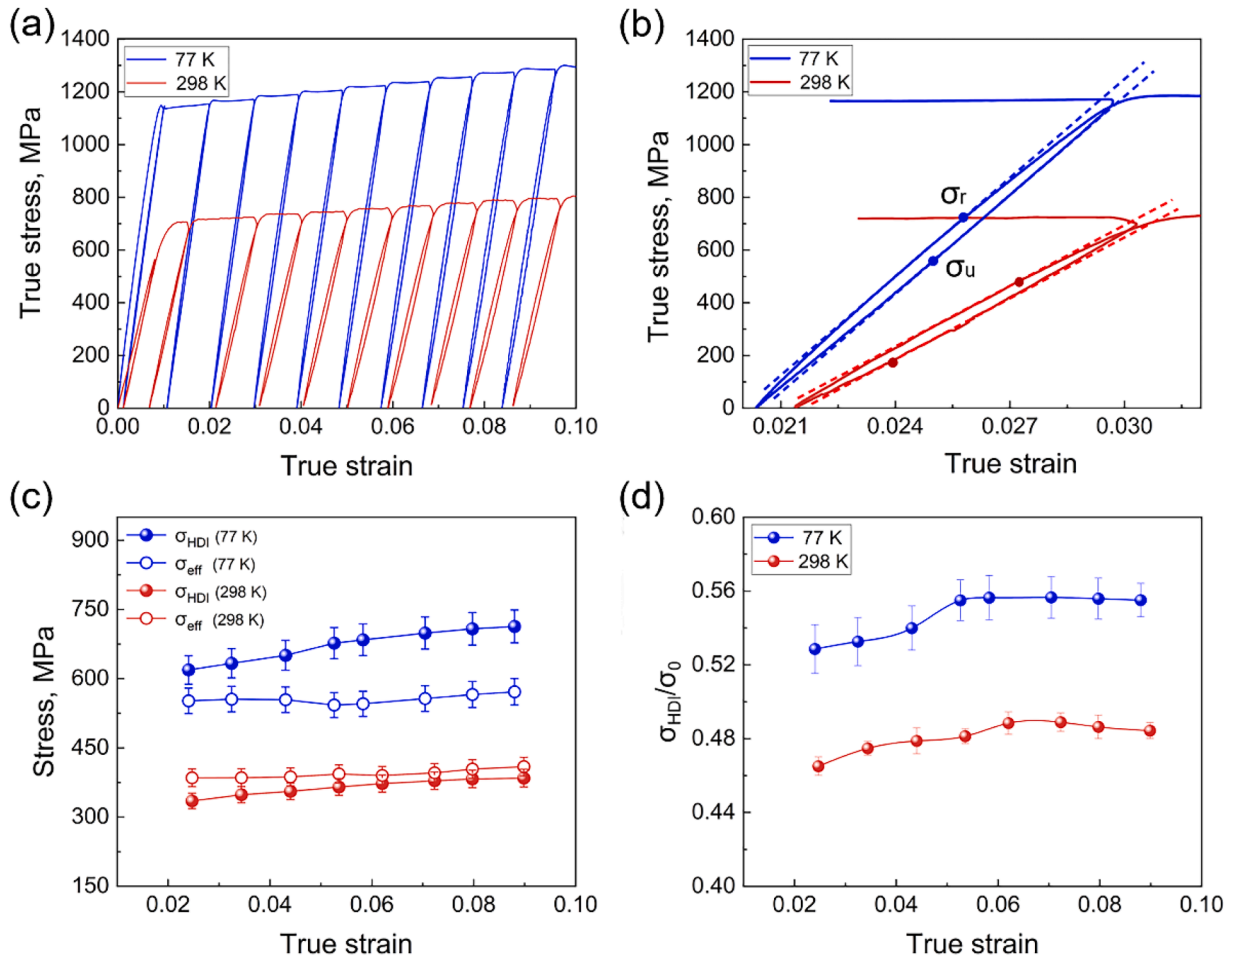 (a)
1400
1200
1000
800
600
400
200
0
True stress, MPa
77 K
298 K
0.00 0.02 0.04 0.06 0.08 0.10
True strain
(b)
1400
1200
1000
800
600
400
200
0
True stress, MPa
77 K
298 K
σr
σu
0.021 0.024 0.027 0.030
True strain
(c)
900
750
600
450
300
150
Stress, MPa
σHDI (77 K)
σeff (77 K)
σHDI (298 K)
σeff (298 K)
0.02 0.04 0.06 0.08 0.10
True strain
(d)
0.60
0.56
0.52
0.48
0.44
0.40
σHDI/σ0
77 K
298 K
0.02 0.04 0.06 0.08 0.10
True strain